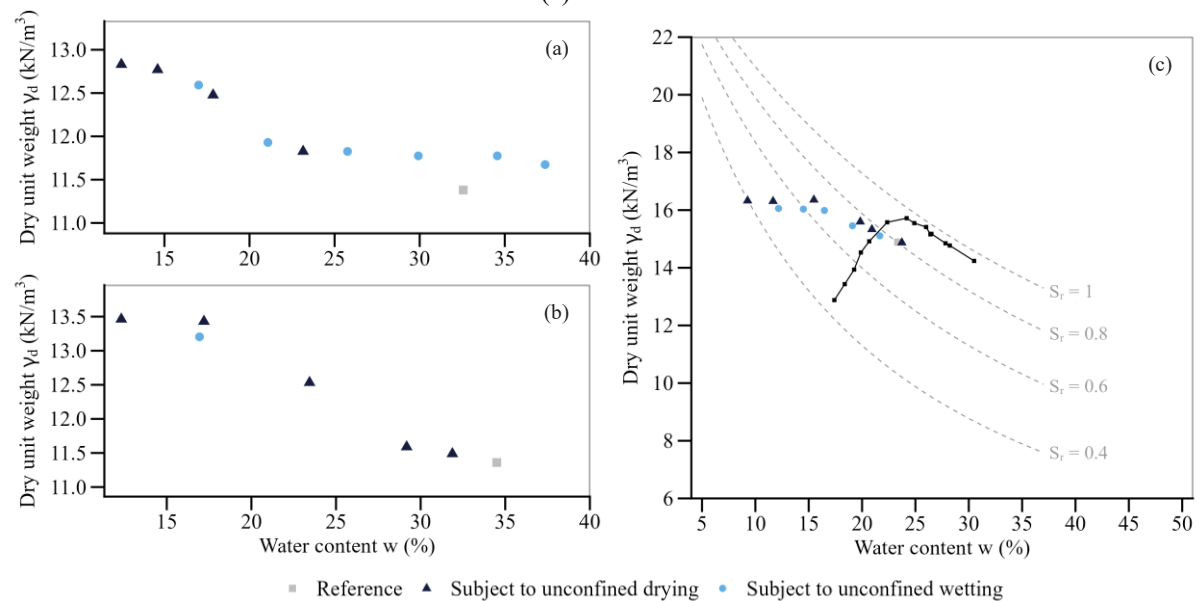 (a)
13.0
12.5
12.0
11.5
11.0
Dry unit weight γd (kN/m³)
15 20 25 30 35 40
(b)
13.5
13.0
12.5
12.0
11.5
11.0
Dry unit weight γd (kN/m³)
15 20 25 30 35 40
Water content w (%)
(c)
22
20
18
16
14
12
10
8
6
Dry unit weight γd (kN/m³)
Sr = 1
Sr = 0.8
Sr = 0.6
Sr = 0.4
5 10 15 20 25 30 35 40 45 50
Water content w (%)
Reference Subject to unconfined drying Subject to unconfined wetting